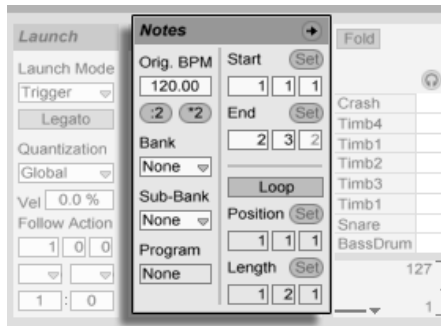 Launch
Launch Mode
Trigger
Legato
Quantization
Global
Vel 0.0 %
Follow Action
1 0 0
1 : 0
Notes
Orig. BPM
120.00
:2 *2
Bank
None
Sub-Bank
None
Program
None
Start Set
1 1 1
End Set
2 3 2
Loop
Position Set
1 1 1
Length Set
1 2 1
Fold
Crash
Timb4
Timb1
Timb2
Timb3
Timb1
Snare
BassDrum
127
1